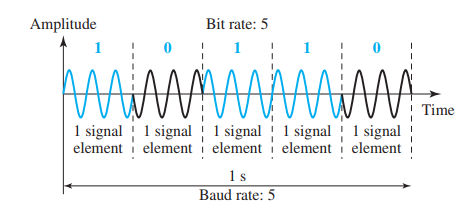 Amplitude
Bit rate: 5
1 0 1 1 0
Time
1 signal 1 signal 1 signal 1 signal 1 signal
element element element element element
1 s
Baud rate: 5